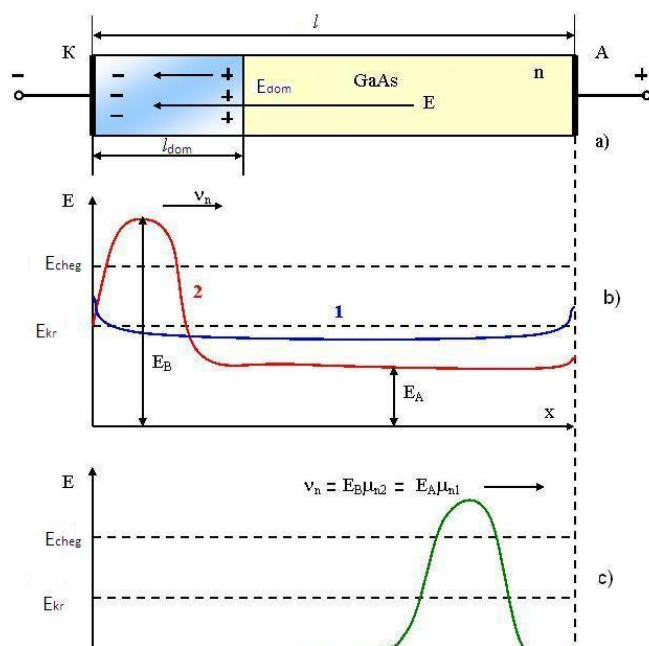 l
K
A
- + GaAs n
- + E_dom
- + E
- +
l_dom
a)
E
ν_n
E_cheg
2
1
b)
E_kr
E_B
E_A
x
E
ν_n = E_Bμ_n2 = E_Aμ_n1
E_cheg
c)
E_kr